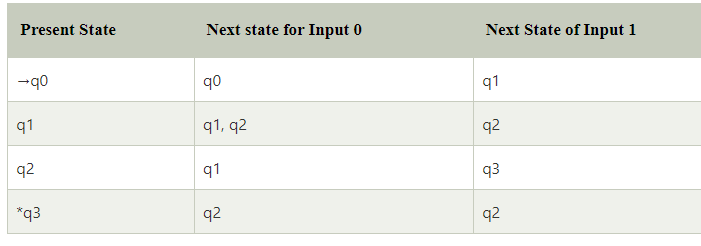 Present State Next state for Input 0 Next State of Input 1
→q0 q0 q1
q1 q1, q2 q2
q2 q1 q3
*q3 q2 q2